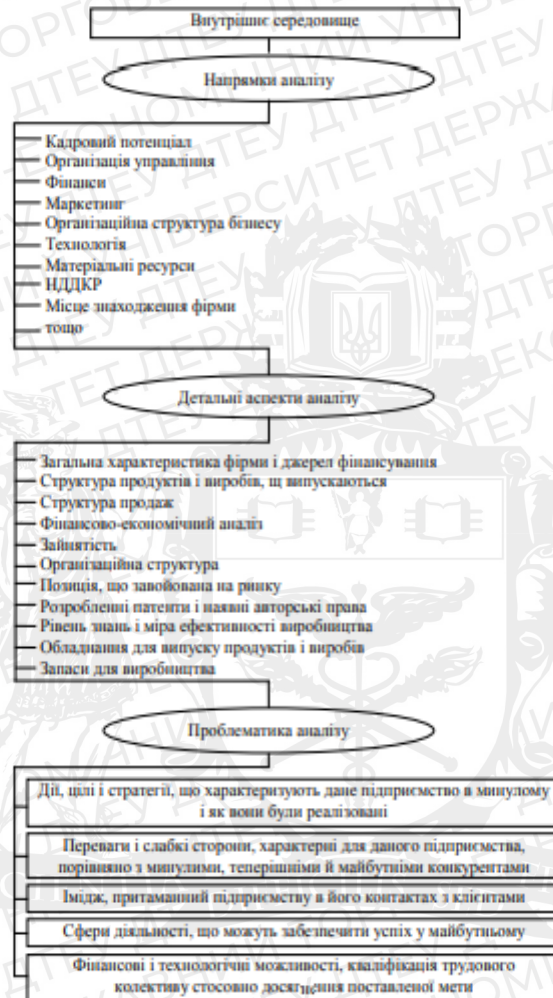 Внутрішнє середовище
Напрямки аналізу
Кадровий потенціал
Організація управління
Фінанси
Маркетинг
Організаційна структура бізнесу
Технологія
Матеріальні ресурси
НДДКР
Місце знаходження фірми
тощо
Детальні аспекти аналізу
Загальна характеристика фірми і джерел фінансування
Структура продуктів і виробів, щ випускаються
Структура продаж
Фінансово-економічний аналіз
Зайнятість
Організаційна структура
Позиція, що завойована на ринку
Розробленні патенти і наявні авторські права
Рівень знань і міра ефективності виробництва
Обладнання для випуску продуктів і виробів
Запаси для виробництва
Проблематика аналізу
Дії, цілі і стратегії, що характеризують дане підприємство в минулому
і як вони були реалізовані
Переваги і слабкі сторони, характерні для даного підприємства,
порівняно з минулими, теперішніми й майбутніми конкурентами
Імідж, притаманний підприємству в його контактах з клієнтами
Сфери діяльності, що можуть забезпечити успіх у майбутньому
Фінансові і технологічні можливості, кваліфікація трудового
колективу стосовно досягнення поставленої мети